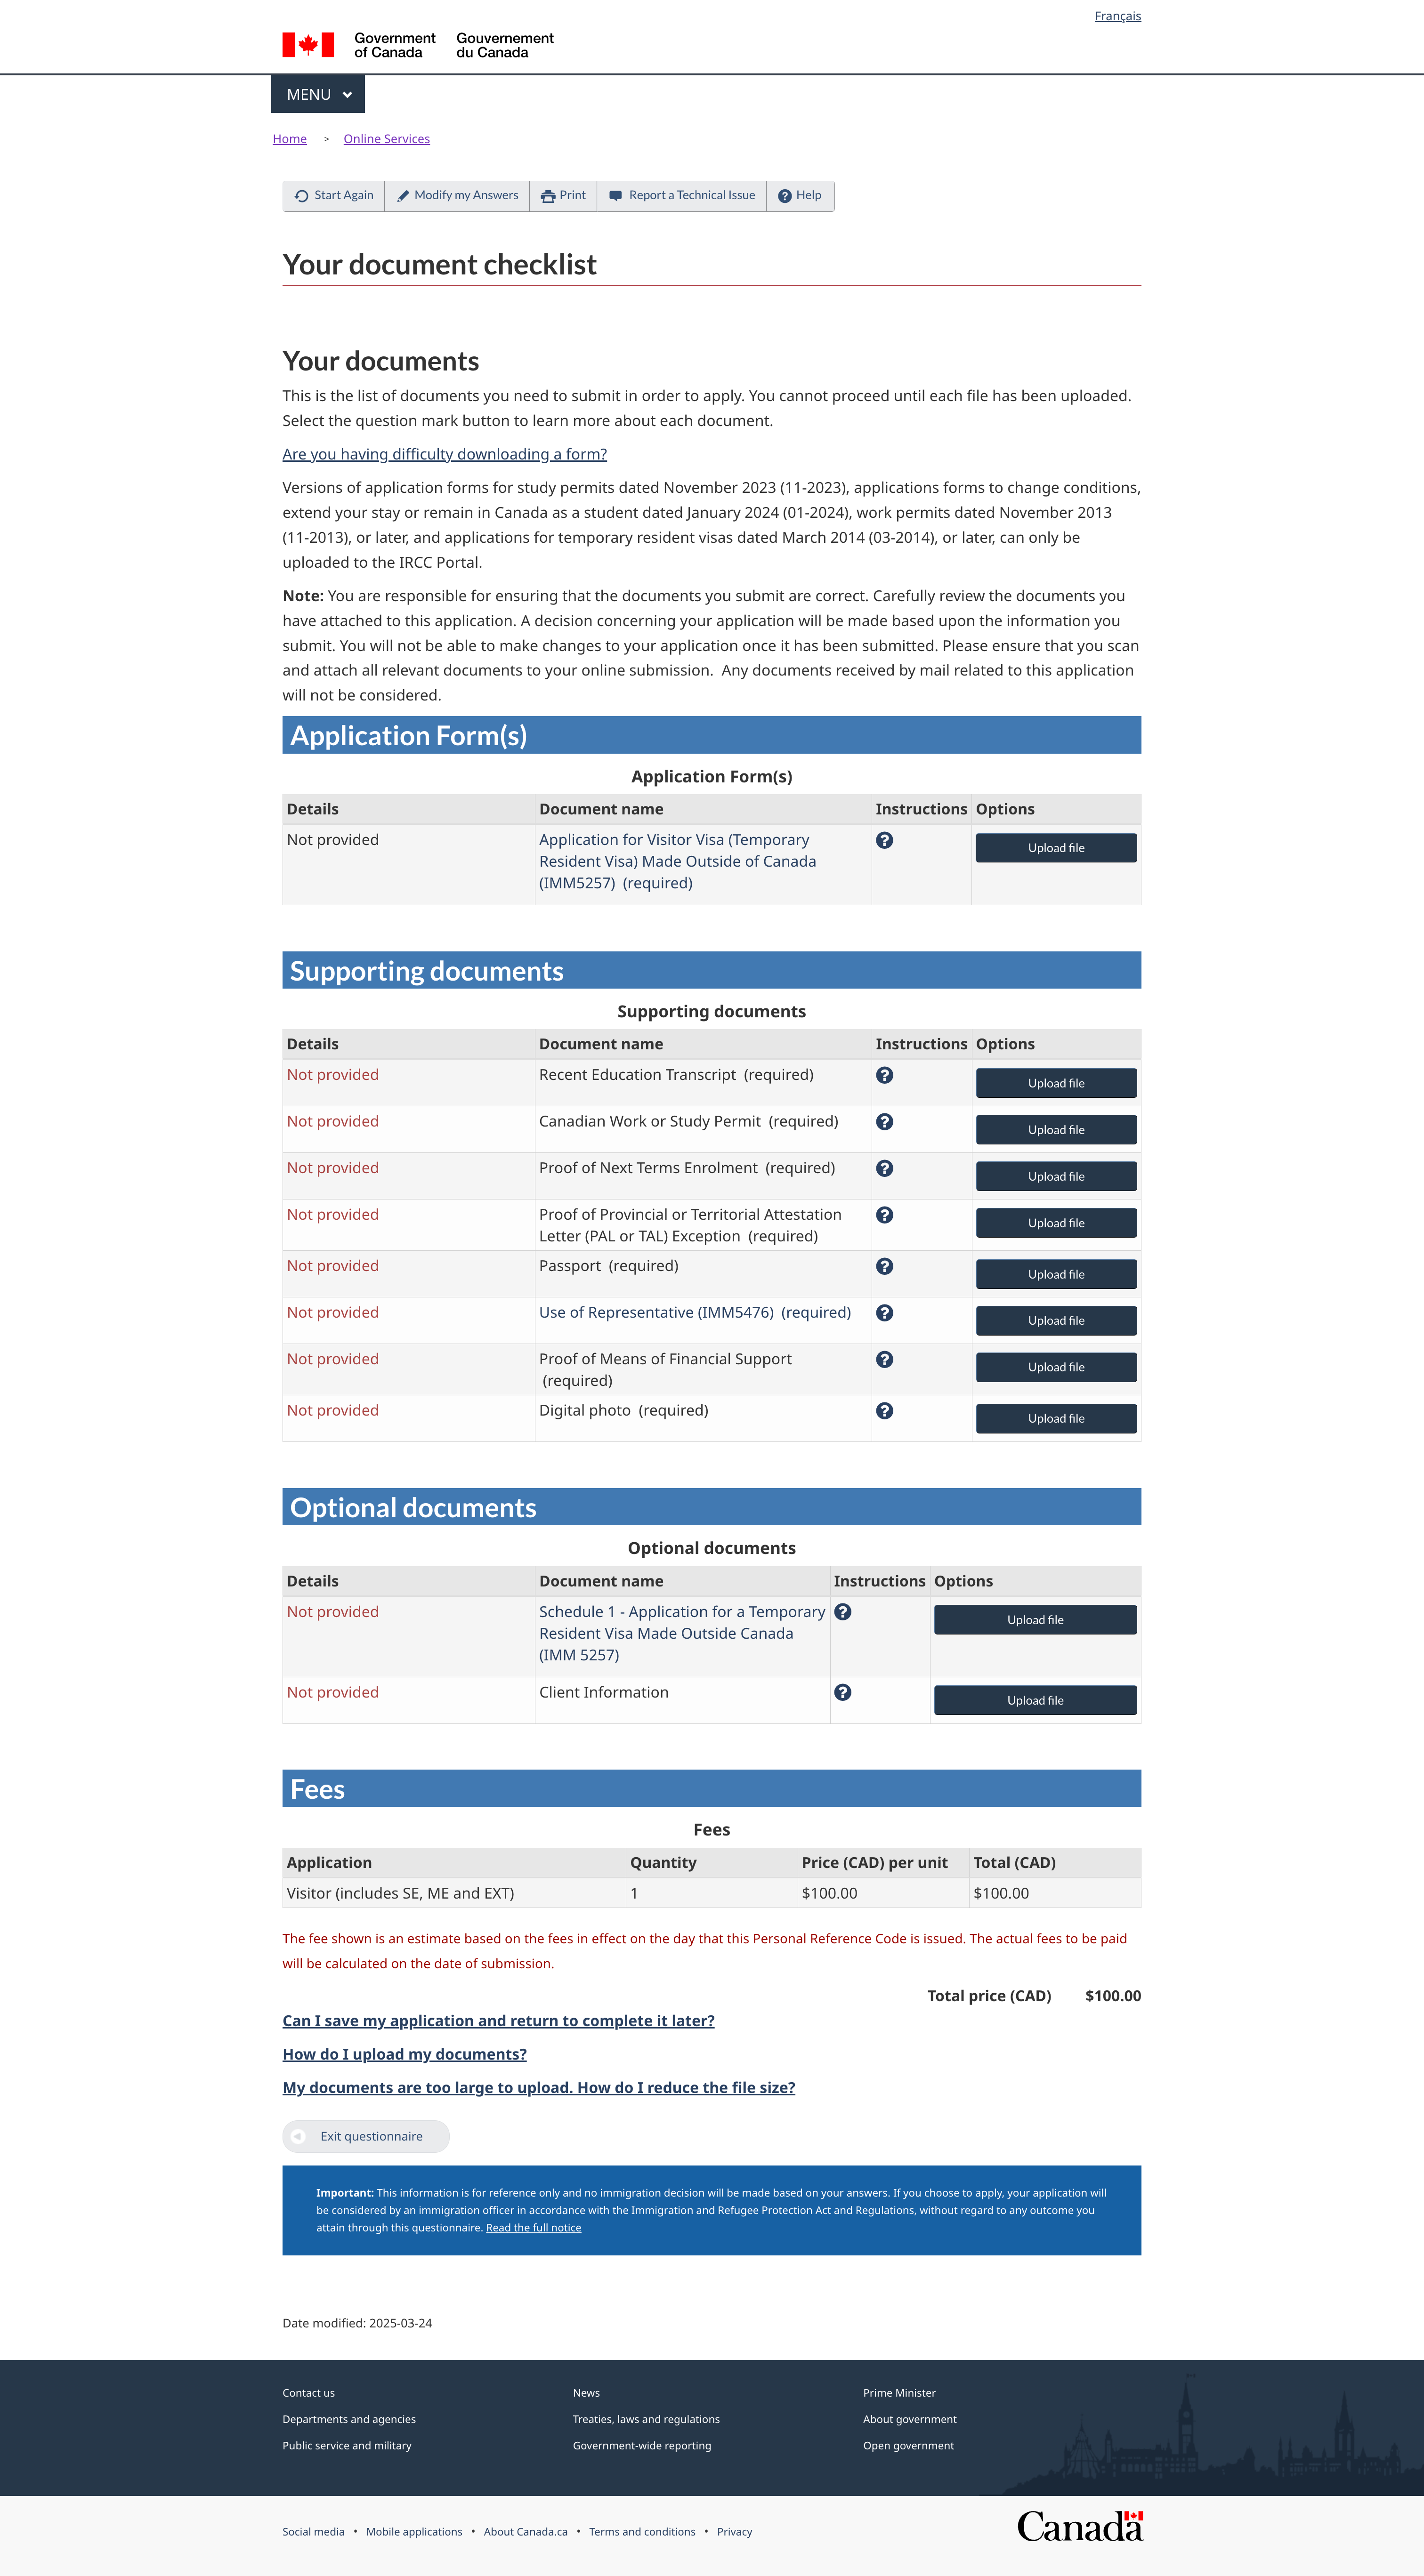 Français
Government of Canada
Gouvernement du Canada
MENU
Home > Online Services
Start Again Modify my Answers Print Report a Technical Issue Help
Your document checklist
Your documents
This is the list of documents you need to submit in order to apply. You cannot proceed until each file has been uploaded.
Select the question mark button to learn more about each document.
Are you having difficulty downloading a form?
Versions of application forms for study permits dated November 2023 (11-2023), applications forms to change conditions,
extend your stay or remain in Canada as a student dated January 2024 (01-2024), work permits dated November 2013
(11-2013), or later, and applications for temporary resident visas dated March 2014 (03-2014), or later, can only be
uploaded to the IRCC Portal.
Note: You are responsible for ensuring that the documents you submit are correct. Carefully review the documents you
have attached to this application. A decision concerning your application will be made based upon the information you
submit. You will not be able to make changes to your application once it has been submitted. Please ensure that you scan
and attach all relevant documents to your online submission. Any documents received by mail related to this application
will not be considered.
Application Form(s)
Application Form(s)
Details Document name Instructions Options
Not provided Application for Visitor Visa (Temporary Upload file
Resident Visa) Made Outside of Canada
(IMM5257) (required)
Supporting documents
Supporting documents
Details Document name Instructions Options
Not provided Recent Education Transcript (required) Upload file
Not provided Canadian Work or Study Permit (required) Upload file
Not provided Proof of Next Terms Enrolment (required) Upload file
Not provided Proof of Provincial or Territorial Attestation Upload file
Letter (PAL or TAL) Exception (required)
Not provided Passport (required) Upload file
Not provided Use of Representative (IMM5476) (required) Upload file
Not provided Proof of Means of Financial Support Upload file
(required)
Not provided Digital photo (required) Upload file
Optional documents
Optional documents
Details Document name Instructions Options
Not provided Schedule 1 - Application for a Temporary Upload file
Resident Visa Made Outside Canada
(IMM 5257)
Not provided Client Information Upload file
Fees
Fees
Application Quantity Price (CAD) per unit Total (CAD)
Visitor (includes SE, ME and EXT) 1 $100.00 $100.00
The fee shown is an estimate based on the fees in effect on the day that this Personal Reference Code is issued. The actual fees to be paid
will be calculated on the date of submission.
Total price (CAD) $100.00
Can I save my application and return to complete it later?
How do I upload my documents?
My documents are too large to upload. How do I reduce the file size?
Exit questionnaire
Important: This information is for reference only and no immigration decision will be made based on your answers. If you choose to apply, your application will
be considered by an immigration officer in accordance with the Immigration and Refugee Protection Act and Regulations, without regard to any outcome you
attain through this questionnaire. Read the full notice
Date modified: 2025-03-24
Contact us News Prime Minister
Departments and agencies Treaties, laws and regulations About government
Public service and military Government-wide reporting Open government
Social media • Mobile applications • About Canada.ca • Terms and conditions • Privacy
Canada